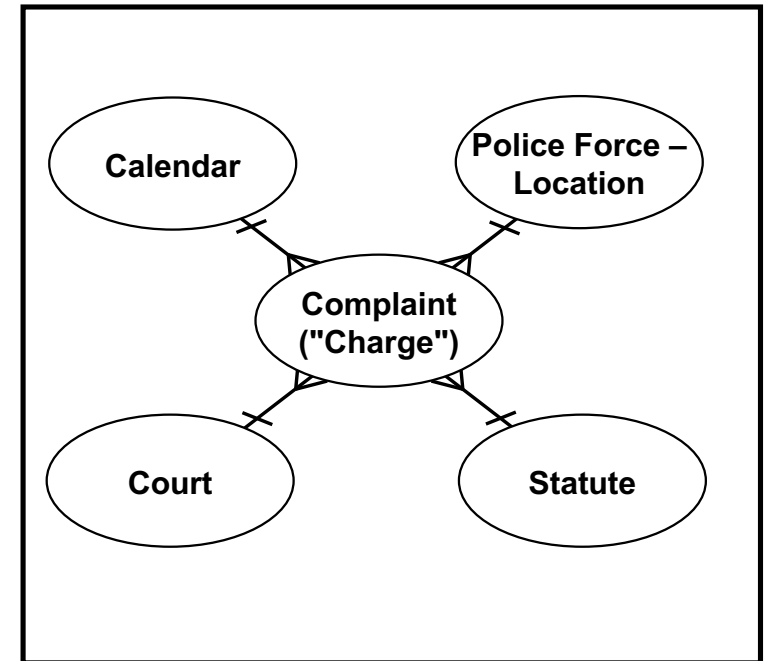 Calendar
Police Force –
Location
Complaint
("Charge")
Court
Statute